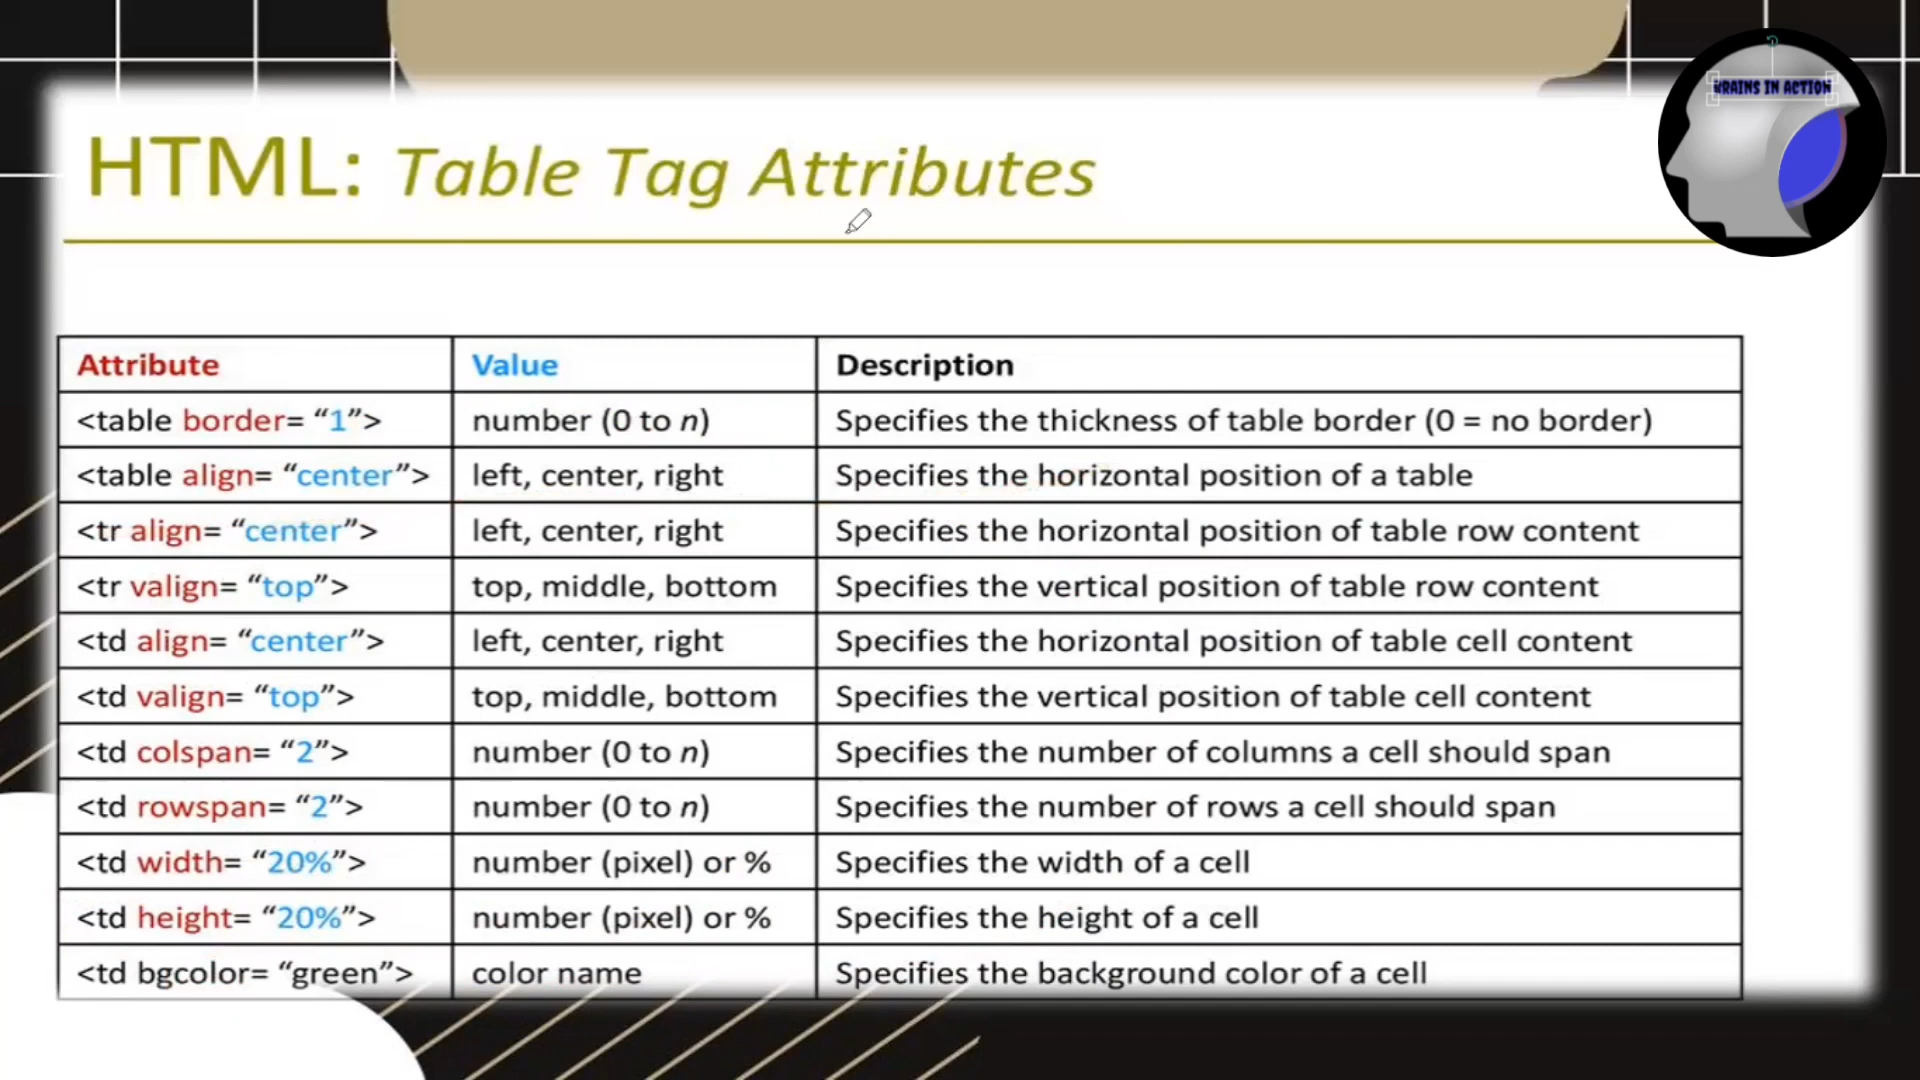 RAINS IN ACTION
HTML: Table Tag Attributes
Attribute Value Description
<table border= “1”> number (0 to n) Specifies the thickness of table border (0 = no border)
<table align= “center”> left, center, right Specifies the horizontal position of a table
<tr align= “center”> left, center, right Specifies the horizontal position of table row content
<tr valign= “top”> top, middle, bottom Specifies the vertical position of table row content
<td align= “center”> left, center, right Specifies the horizontal position of table cell content
<td valign= “top”> top, middle, bottom Specifies the vertical position of table cell content
<td colspan= “2”> number (0 to n) Specifies the number of columns a cell should span
<td rowspan= “2”> number (0 to n) Specifies the number of rows a cell should span
<td width= “20%”> number (pixel) or % Specifies the width of a cell
<td height= “20%”> number (pixel) or % Specifies the height of a cell
<td bgcolor= “green”> color name Specifies the background color of a cell